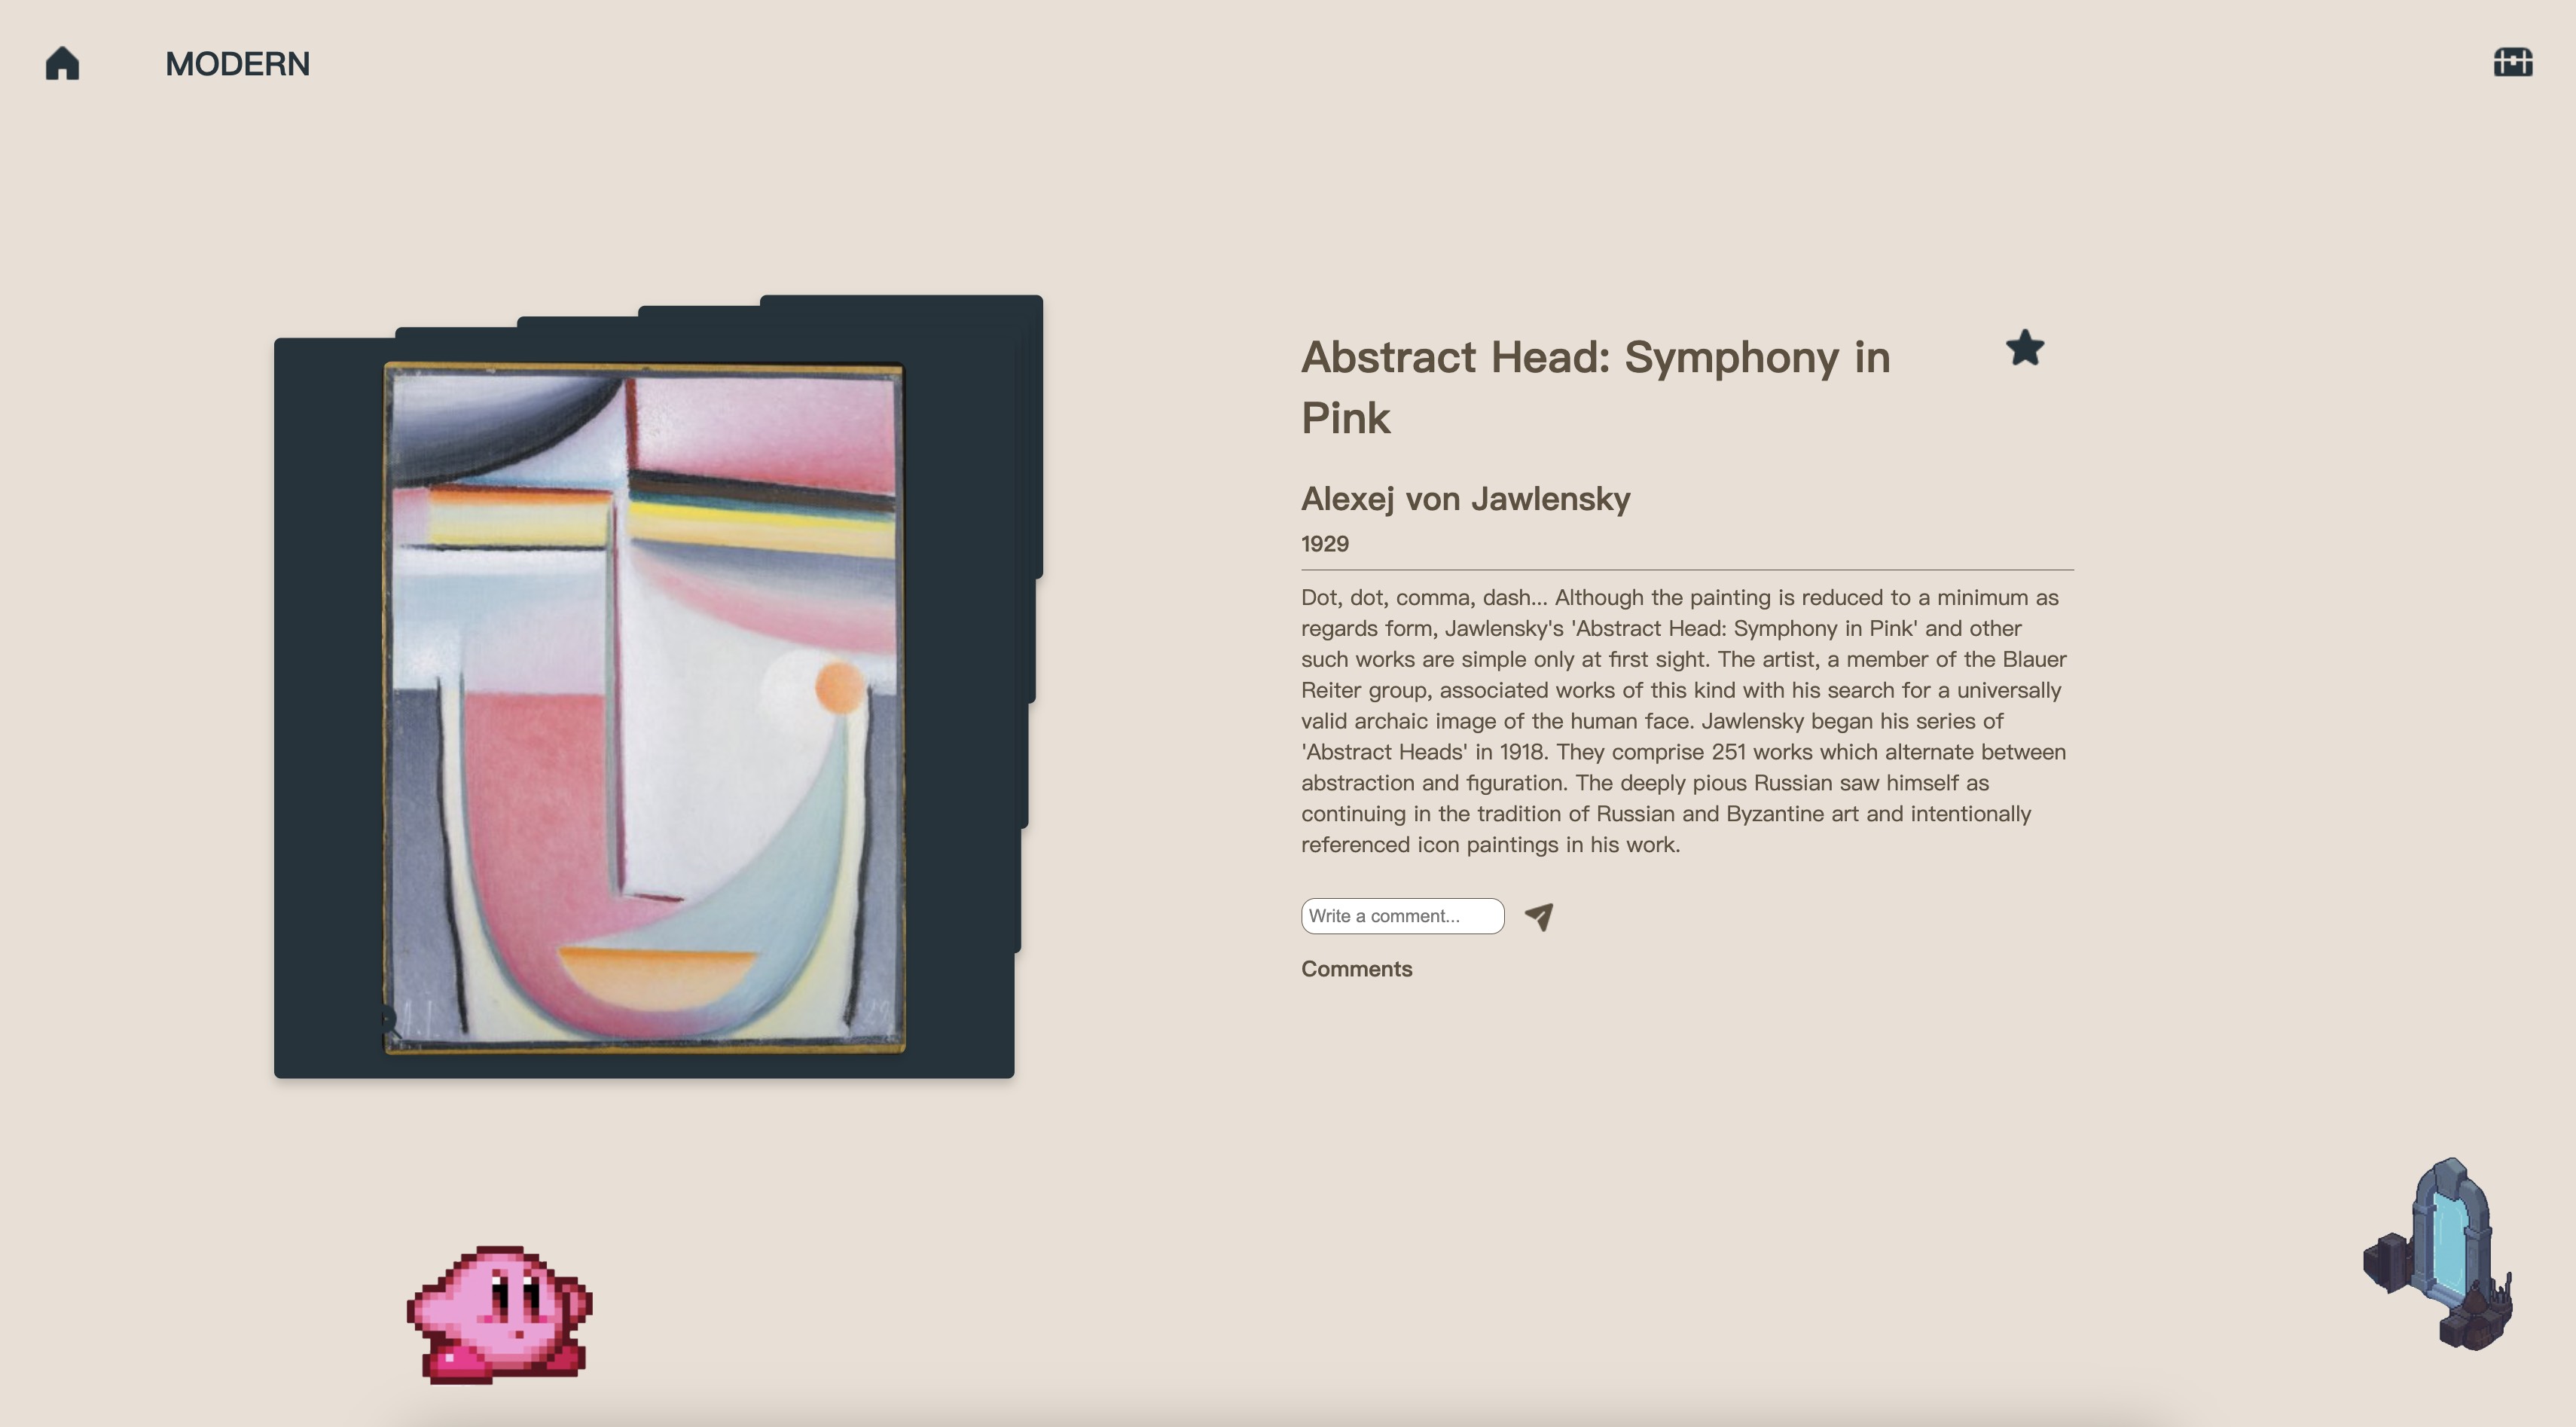 MODERN
Abstract Head: Symphony in
Pink
Alexej von Jawlensky
1929
Dot, dot, comma, dash... Although the painting is reduced to a minimum as
regards form, Jawlensky's 'Abstract Head: Symphony in Pink' and other
such works are simple only at first sight. The artist, a member of the Blauer
Reiter group, associated works of this kind with his search for a universally
valid archaic image of the human face. Jawlensky began his series of
'Abstract Heads' in 1918. They comprise 251 works which alternate between
abstraction and figuration. The deeply pious Russian saw himself as
continuing in the tradition of Russian and Byzantine art and intentionally
referenced icon paintings in his work.
Write a comment...
Comments